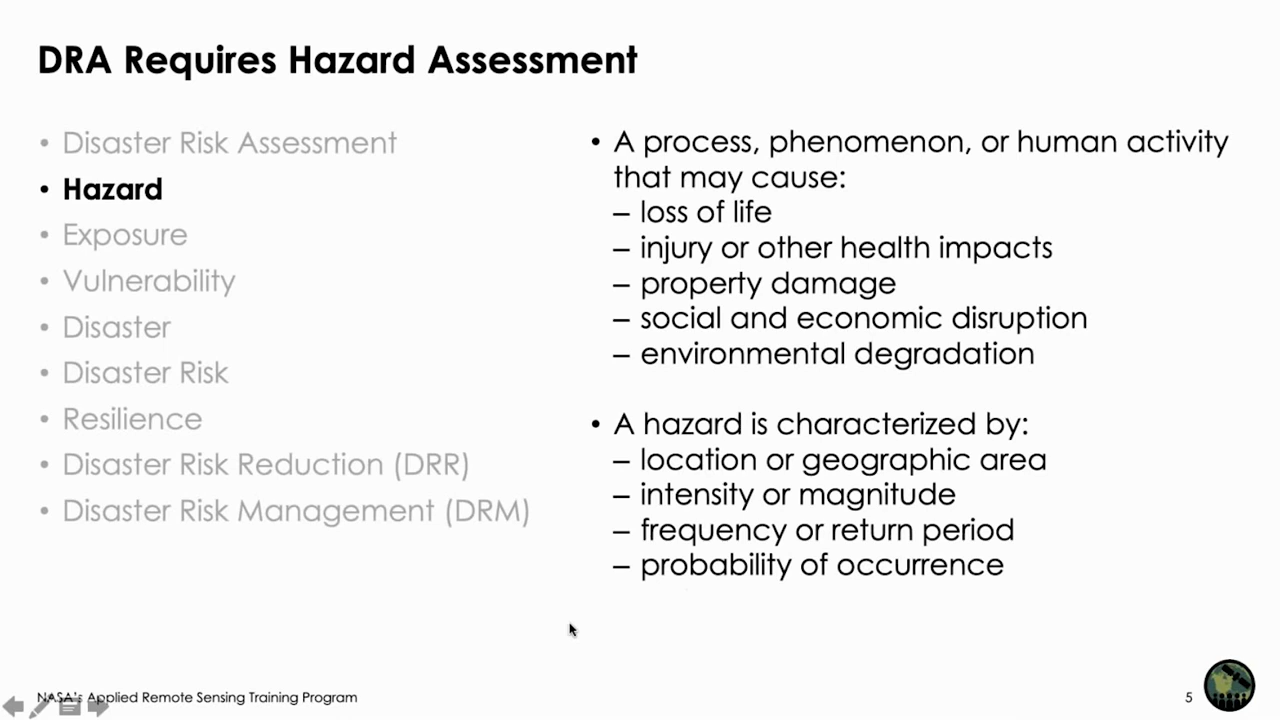 DRA Requires Hazard Assessment
• Disaster Risk Assessment
• Hazard
• Exposure
• Vulnerability
• Disaster
• Disaster Risk
• Resilience
• Disaster Risk Reduction (DRR)
• Disaster Risk Management (DRM)
• A process, phenomenon, or human activity
that may cause:
– loss of life
– injury or other health impacts
– property damage
– social and economic disruption
– environmental degradation
• A hazard is characterized by:
– location or geographic area
– intensity or magnitude
– frequency or return period
– probability of occurrence
NASA's Applied Remote Sensing Training Program
5